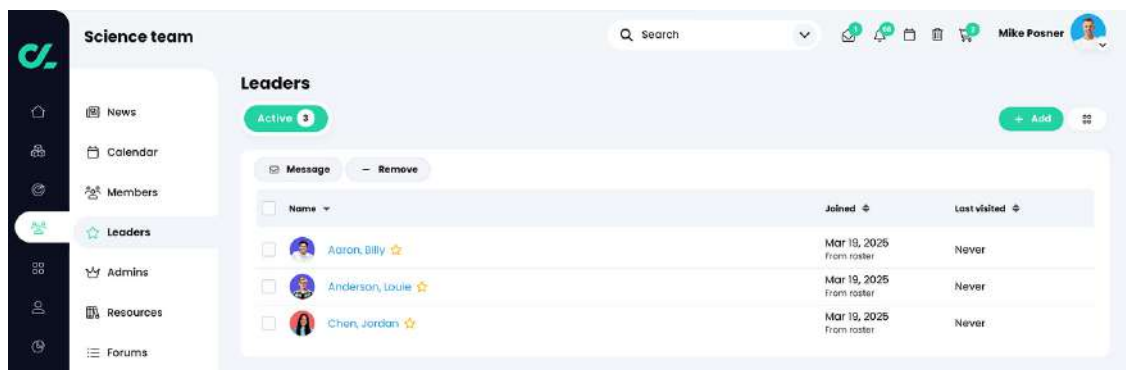 Science team
Search
Mike Posner
News
Calendar
Members
Leaders
Admins
Resources
Forums
Leaders
Active 3
+ Add
Message
– Remove
Name
Joined
Last visited
Aaron, Billy
Mar 19, 2025
From roster
Never
Anderson, Louie
Mar 19, 2025
From roster
Never
Chen, Jordan
Mar 19, 2025
From roster
Never